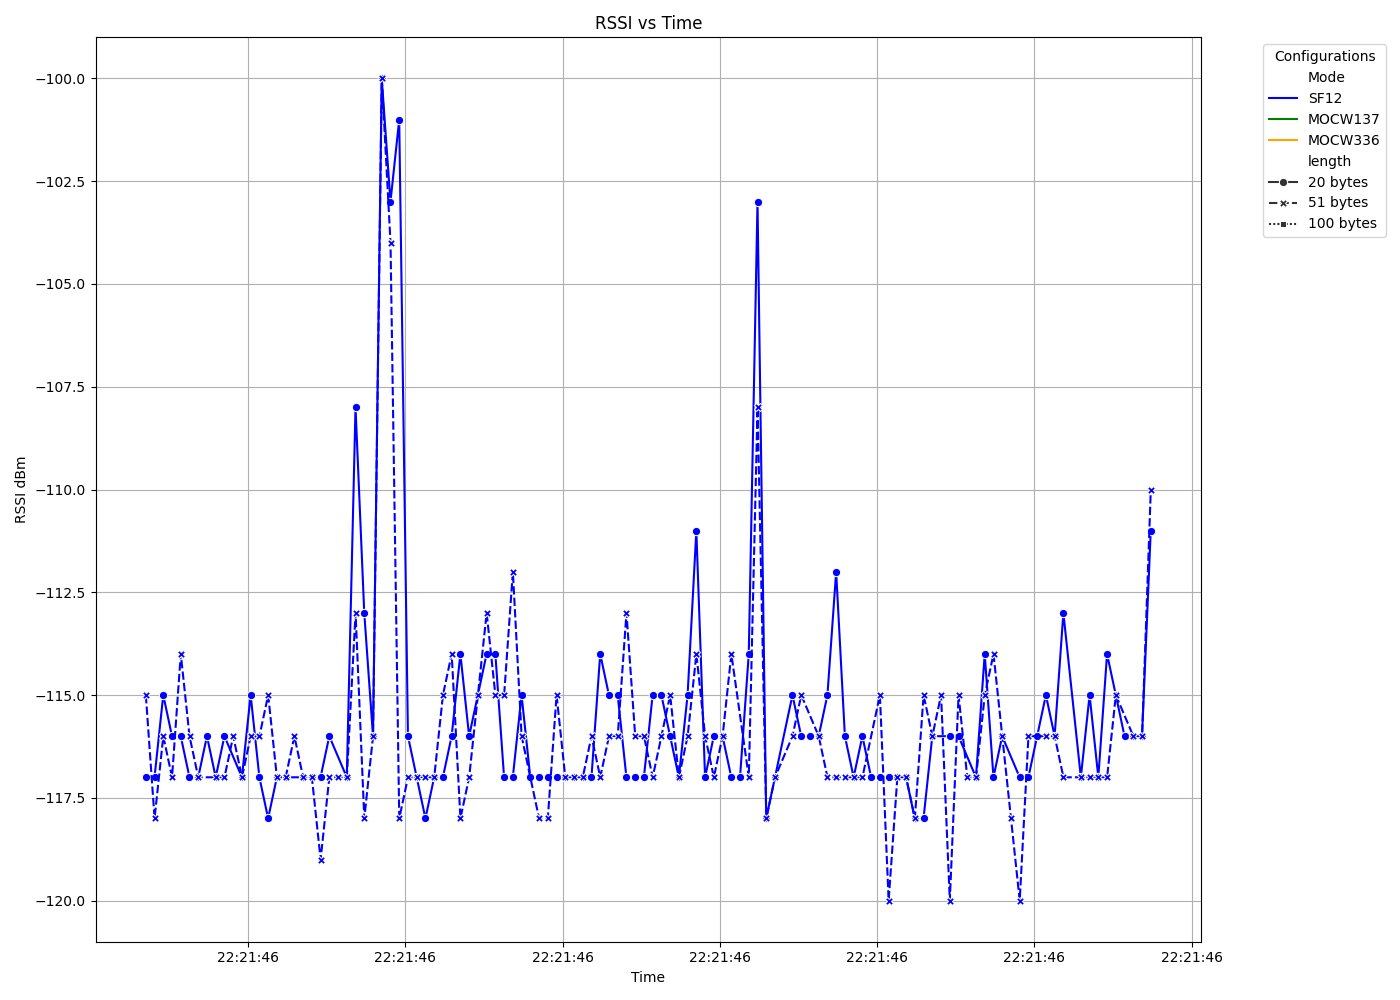 RSSI vs Time
RSSI dBm
−100.0
−102.5
−105.0
−107.5
−110.0
−112.5
−115.0
−117.5
−120.0
22:21:46 22:21:46 22:21:46 22:21:46 22:21:46 22:21:46 22:21:46
Time
Configurations
Mode
SF12
MOCW137
MOCW336
length
20 bytes
51 bytes
100 bytes